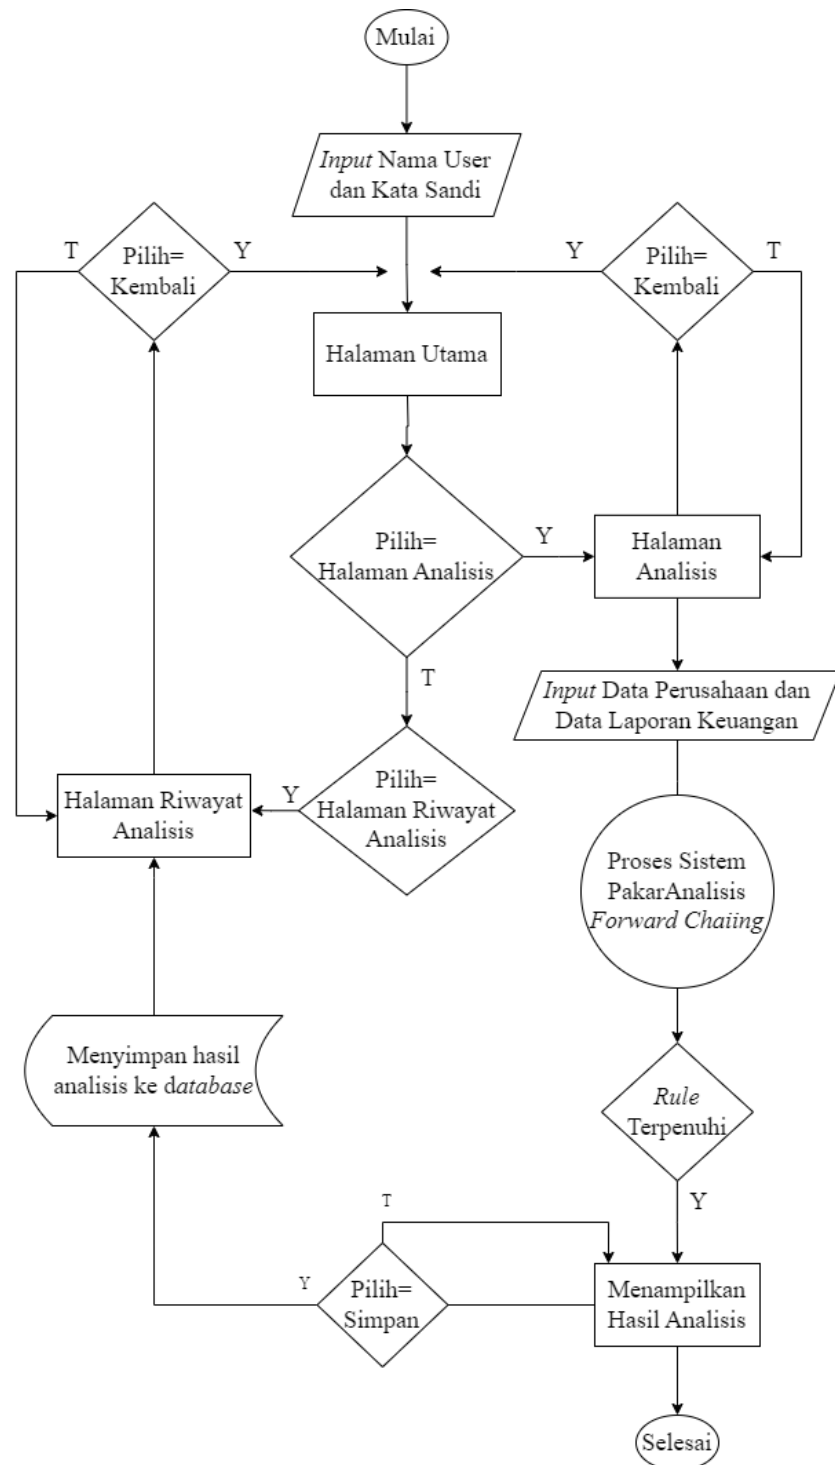 Mulai
Input Nama User
dan Kata Sandi
T
Pilih=
Kembali
Y
Y
Pilih=
Kembali
T
Halaman Utama
Pilih=
Halaman Analisis
Y
Halaman
Analisis
T
Input Data Perusahaan dan
Data Laporan Keuangan
Halaman Riwayat
Analisis
Y
Pilih=
Halaman Riwayat
Analisis
Proses Sistem
PakarAnalisis
Forward Chaiing
Menyimpan hasil
analisis ke database
Rule
Terpenuhi
Y
T
Y
Pilih=
Simpan
Menampilkan
Hasil Analisis
Selesai